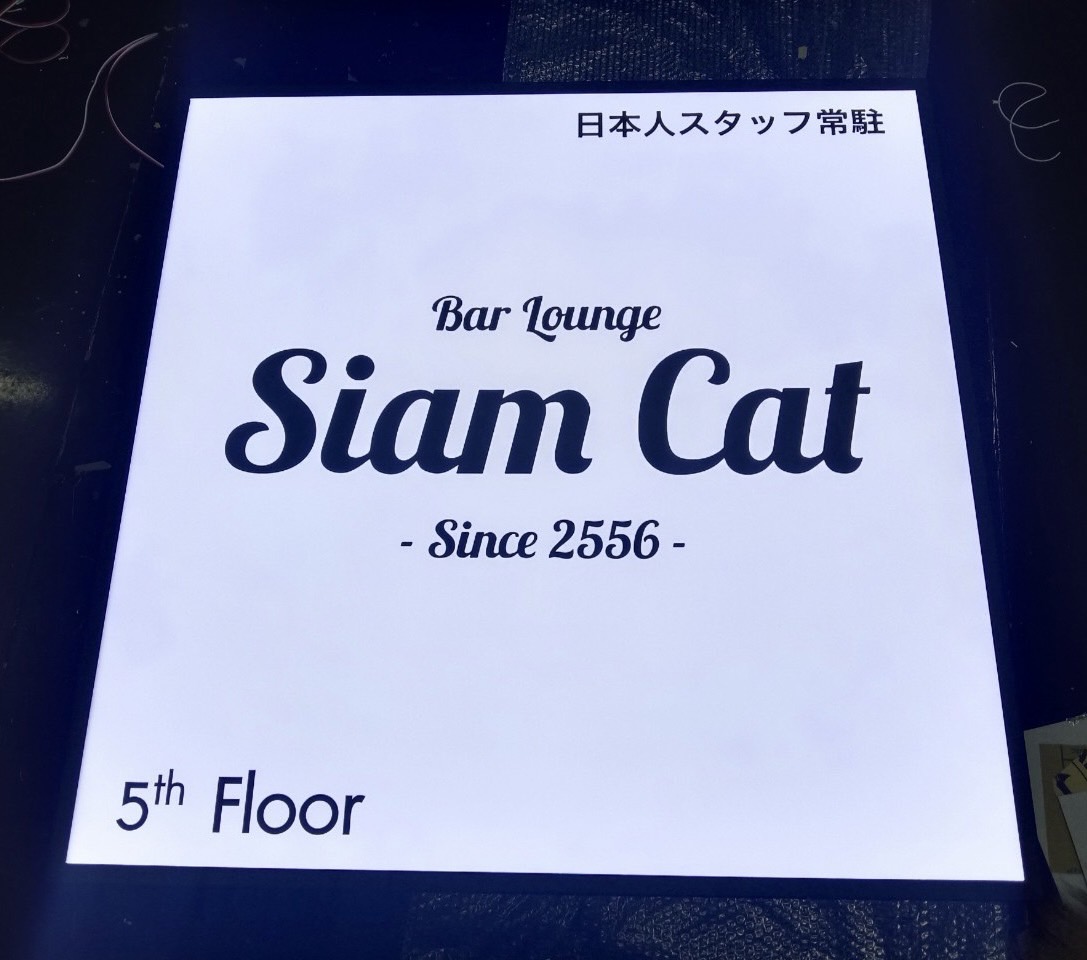 日本人スタッフ常駐
Bar Lounge
Siam Cat
- Since 2556 -
5th Floor